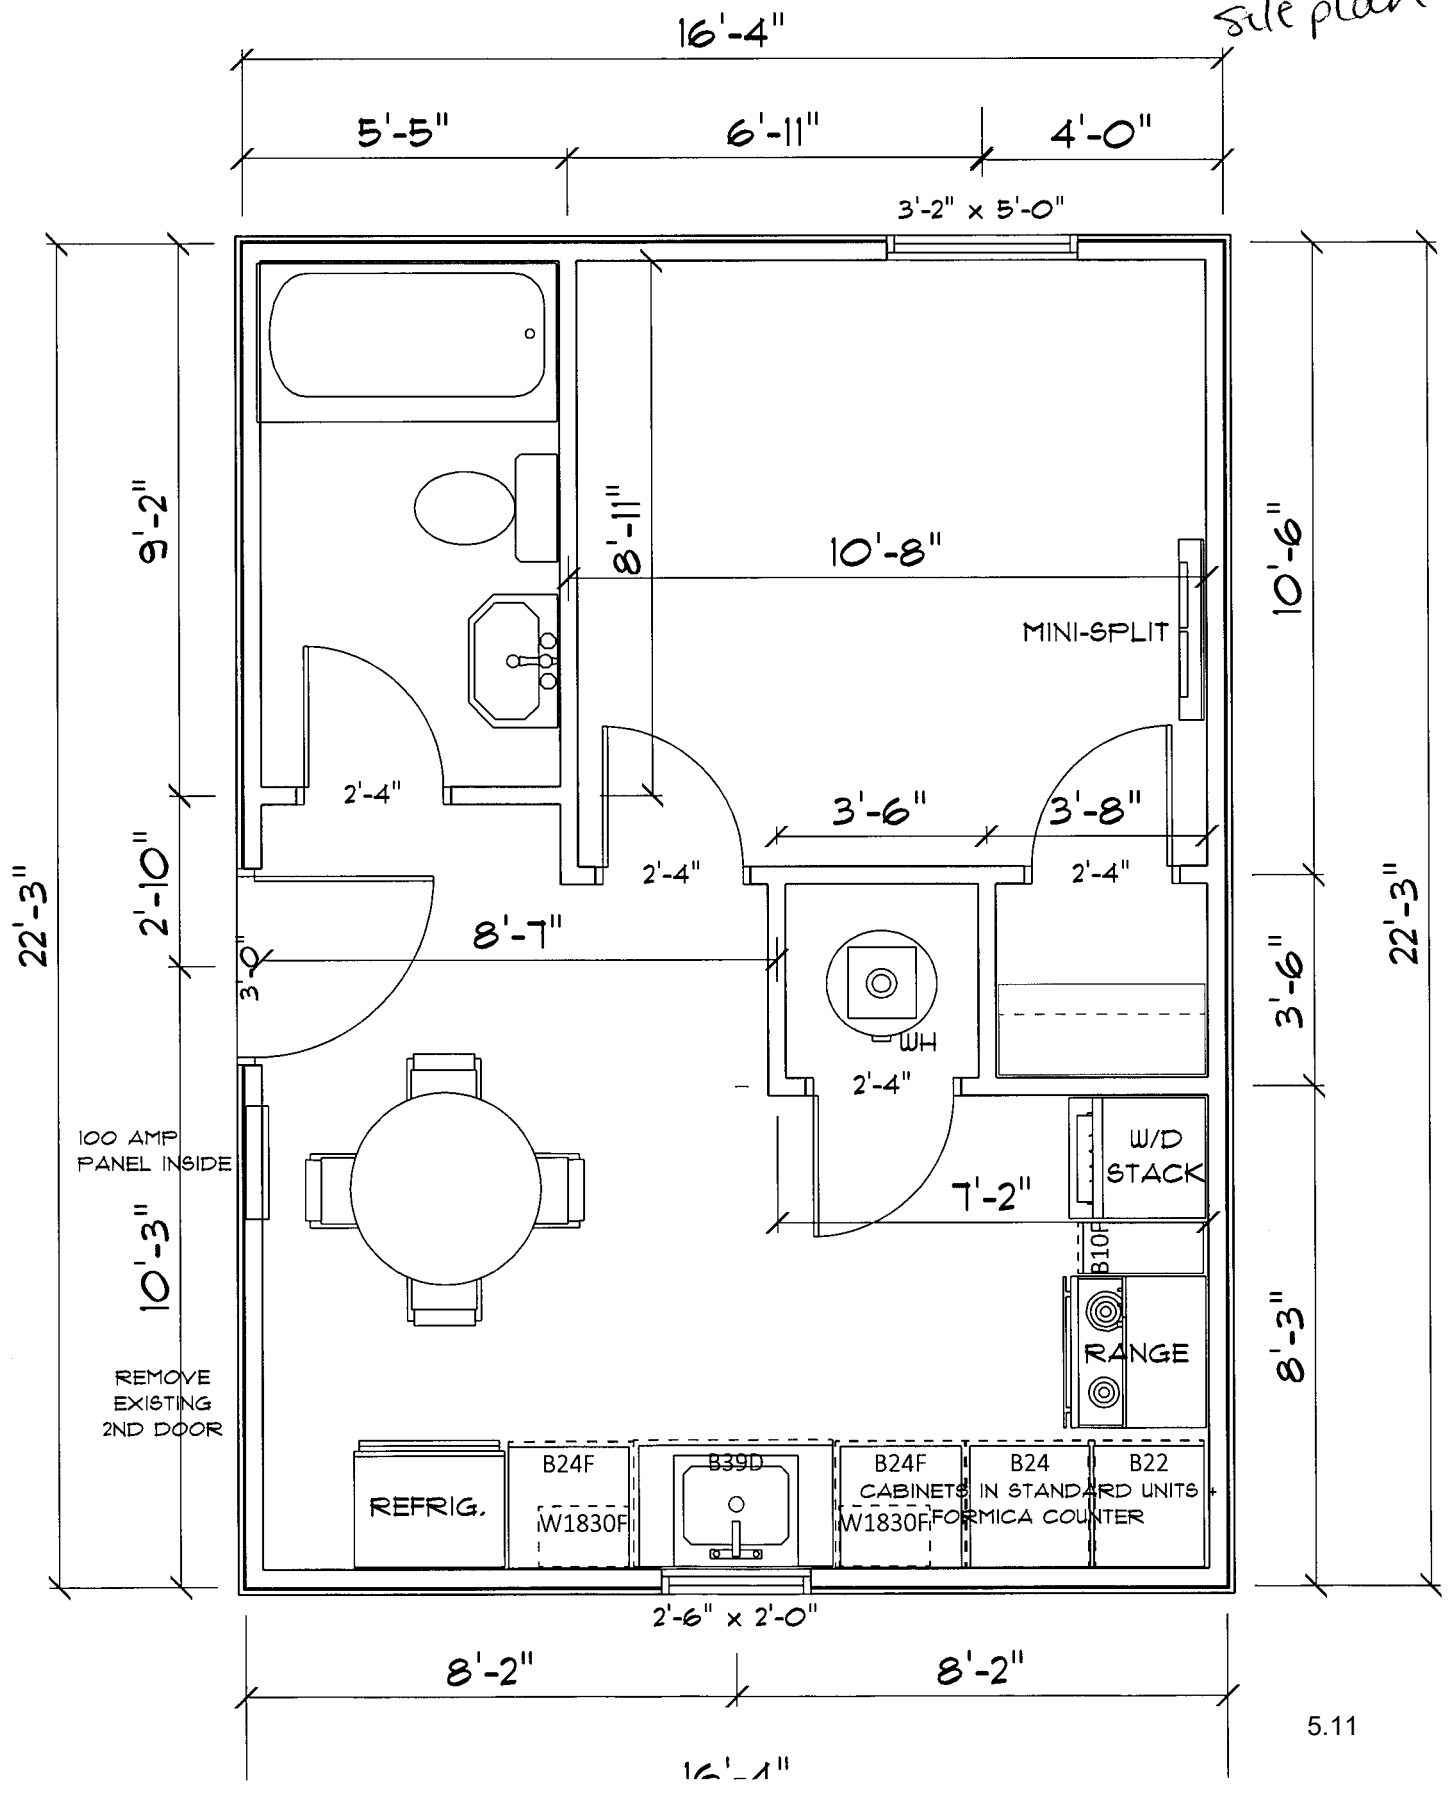 site plan
16'-4"
5'-5"
6'-11"
4'-0"
3'-2" x 5'-0"
9'-2"
8'-11"
10'-8"
10'-6"
MINI-SPLIT
2'-4"
3'-6"
3'-8"
2'-4"
2'-4"
22'-3"
2'-10"
22'-3"
8'-7"
3'-0"
3'-6"
WH
2'-4"
100 AMP
PANEL INSIDE
W/D
STACK
7'-2"
10'-3"
B10F
8'-3"
RANGE
REMOVE
EXISTING
2ND DOOR
B24F
B39D
B24F
B24
B22
CABINETS IN STANDARD UNITS
FORMICA COUNTER
REFRIG.
W1830F
W1830F
2'-6" x 2'-0"
8'-2"
8'-2"
5.11
16'-4"